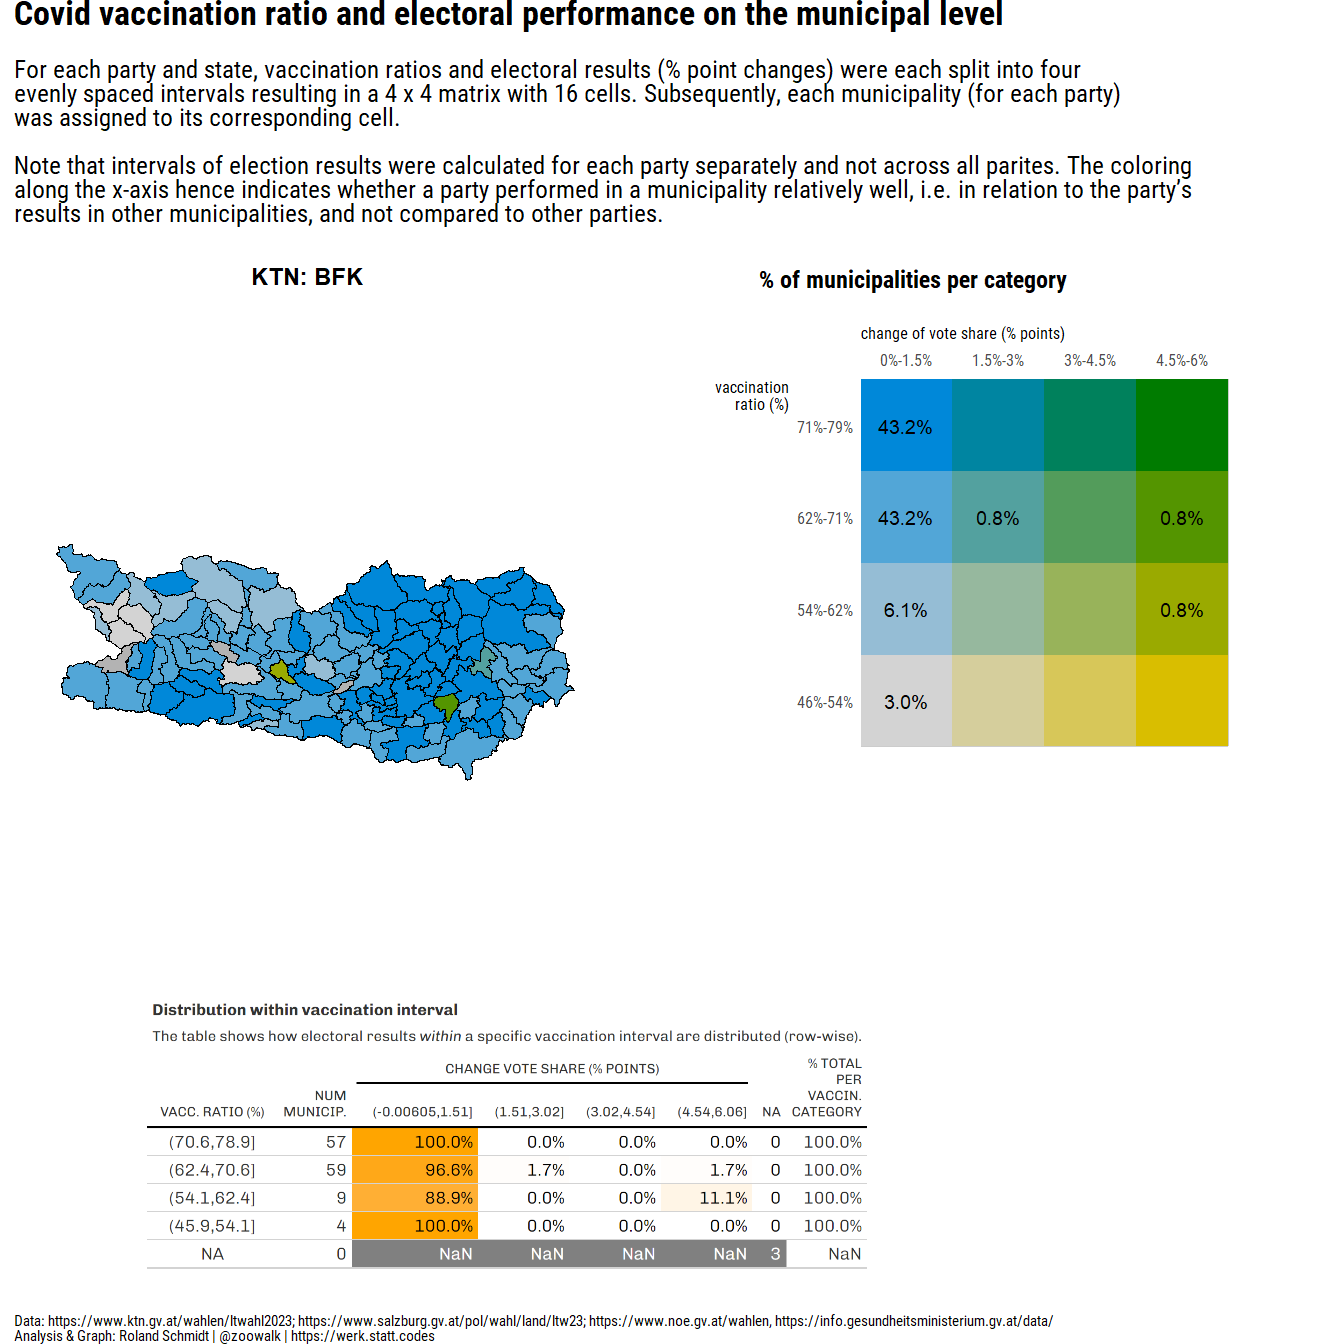 Covid vaccination ratio and electoral performance on the municipal level
For each party and state, vaccination ratios and electoral results (% point changes) were each split into four
evenly spaced intervals resulting in a 4 x 4 matrix with 16 cells. Subsequently, each municipality (for each party)
was assigned to its corresponding cell.
Note that intervals of election results were calculated for each party separately and not across all parites. The coloring
along the x-axis hence indicates whether a party performed in a municipality relatively well, i.e. in relation to the party's
results in other municipalities, and not compared to other parties.
KTN: BFK
% of municipalities per category
change of vote share (% points)
0%-1.5% 1.5%-3% 3%-4.5% 4.5%-6%
vaccination
ratio (%)
71%-79% 43.2%
62%-71% 43.2% 0.8% 0.8%
54%-62% 6.1% 0.8%
46%-54% 3.0%
Distribution within vaccination interval
The table shows how electoral results within a specific vaccination interval are distributed (row-wise).
VACC. RATIO (%) NUM MUNICIP. CHANGE VOTE SHARE (% POINTS) NA % TOTAL PER VACCIN. CATEGORY
(-0.00605,1.51] (1.51,3.02] (3.02,4.54] (4.54,6.06]
(70.6,78.9] 57 100.0% 0.0% 0.0% 0.0% 0 100.0%
(62.4,70.6] 59 96.6% 1.7% 0.0% 1.7% 0 100.0%
(54.1,62.4] 9 88.9% 0.0% 0.0% 11.1% 0 100.0%
(45.9,54.1] 4 100.0% 0.0% 0.0% 0.0% 0 100.0%
NA 0 NaN NaN NaN NaN 3 NaN
Data: https://www.ktn.gv.at/wahlen/ltwahl2023; https://www.salzburg.gv.at/pol/wahl/land/ltw23; https://www.noe.gv.at/wahlen, https://info.gesundheitsministerium.gv.at/data/
Analysis & Graph: Roland Schmidt | @zoowalk | https://werk.statt.codes